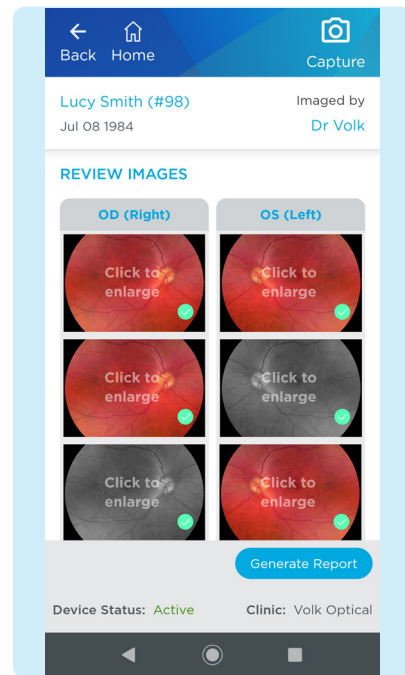 Back Home
Capture
Lucy Smith (#98)
Imaged by
Jul 08 1984
Dr Volk
REVIEW IMAGES
OD (Right)
OS (Left)
Click to
enlarge
Click to
enlarge
Click to
enlarge
Click to
enlarge
Click to
enlarge
Click to
enlarge
Generate Report
Device Status: Active
Clinic: Volk Optical